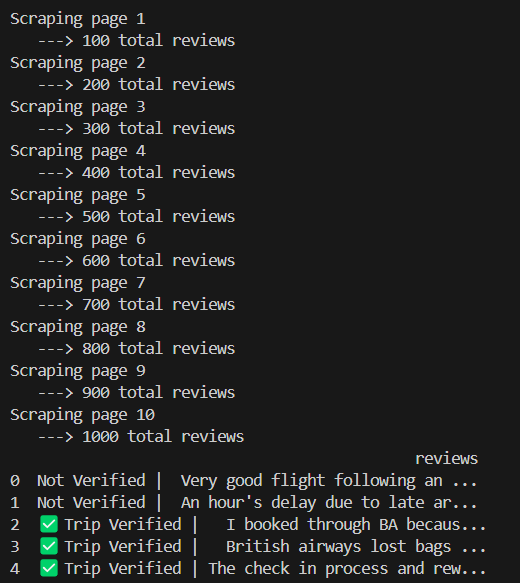 Scraping page 1
   ---> 100 total reviews
Scraping page 2
   ---> 200 total reviews
Scraping page 3
   ---> 300 total reviews
Scraping page 4
   ---> 400 total reviews
Scraping page 5
   ---> 500 total reviews
Scraping page 6
   ---> 600 total reviews
Scraping page 7
   ---> 700 total reviews
Scraping page 8
   ---> 800 total reviews
Scraping page 9
   ---> 900 total reviews
Scraping page 10
   ---> 1000 total reviews
                                             reviews
0  Not Verified |  Very good flight following an ...
1  Not Verified |  An hour's delay due to late ar...
2  ✅ Trip Verified |   I booked through BA becaus...
3  ✅ Trip Verified |   British airways lost bags ...
4  ✅ Trip Verified | The check in process and rew...